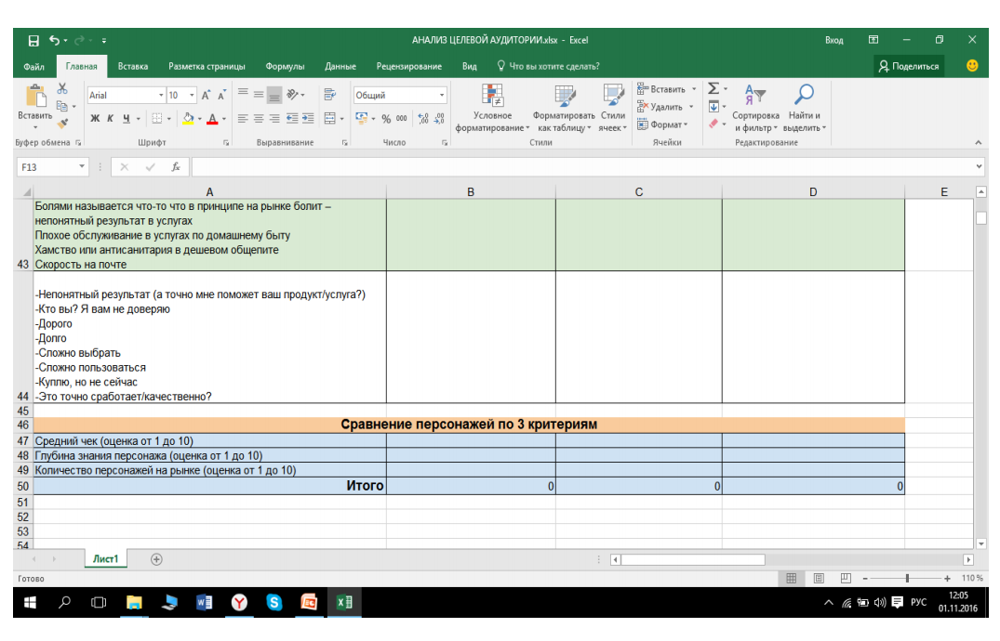 АНАЛИЗ ЦЕЛЕВОЙ АУДИТОРИИ.xlsx - Excel
Вход
Файл Главная Вставка Разметка страницы Формулы Данные Рецензирование Вид Что вы хотите сделать? Поделиться
Вставить
Arial 10
Ж К Ч
Общий
% 000
Условное форматирование
Форматировать как таблицу
Стили ячеек
Вставить
Удалить
Формат
Сортировка и фильтр
Найти и выделить
Буфер обмена Шрифт Выравнивание Число Стили Ячейки Редактирование
F13 fx
A B C D E
Болями называется что-то что в принципе на рынке болит –
непонятный результат в услугах
Плохое обслуживание в услугах по домашнему быту
Хамство или антисанитария в дешевом общепите
43 Скорость на почте
-Непонятный результат (а точно мне поможет ваш продукт/услуга?)
-Кто вы? Я вам не доверяю
-Дорого
-Долго
-Сложно выбрать
-Сложно пользоваться
-Куплю, но не сейчас
44 -Это точно сработает/качественно?
45
46 Сравнение персонажей по 3 критериям
47 Средний чек (оценка от 1 до 10)
48 Глубина знания персонажа (оценка от 1 до 10)
49 Количество персонажей на рынке (оценка от 1 до 10)
50 Итого 0 0 0
51
52
53
54
Лист1
Готово
110 %
РУС
12:05
01.11.2016